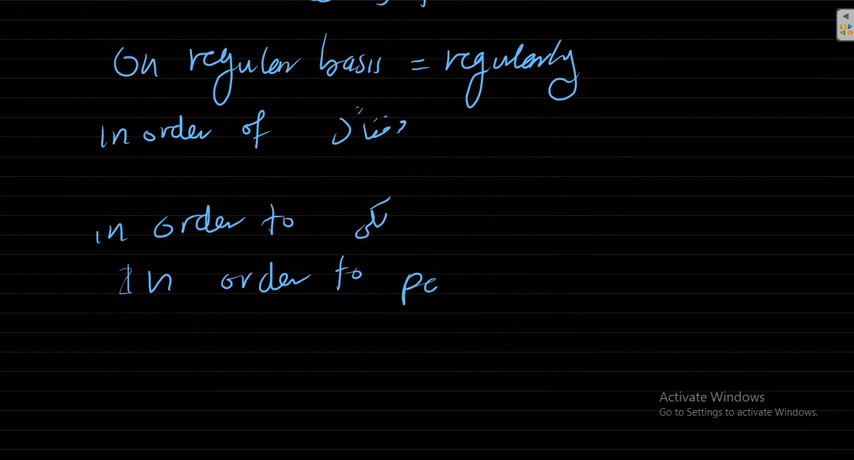 On regular basis = regularly
in order of
in order to
In order to pe
Activate Windows
Go to Settings to activate Windows.